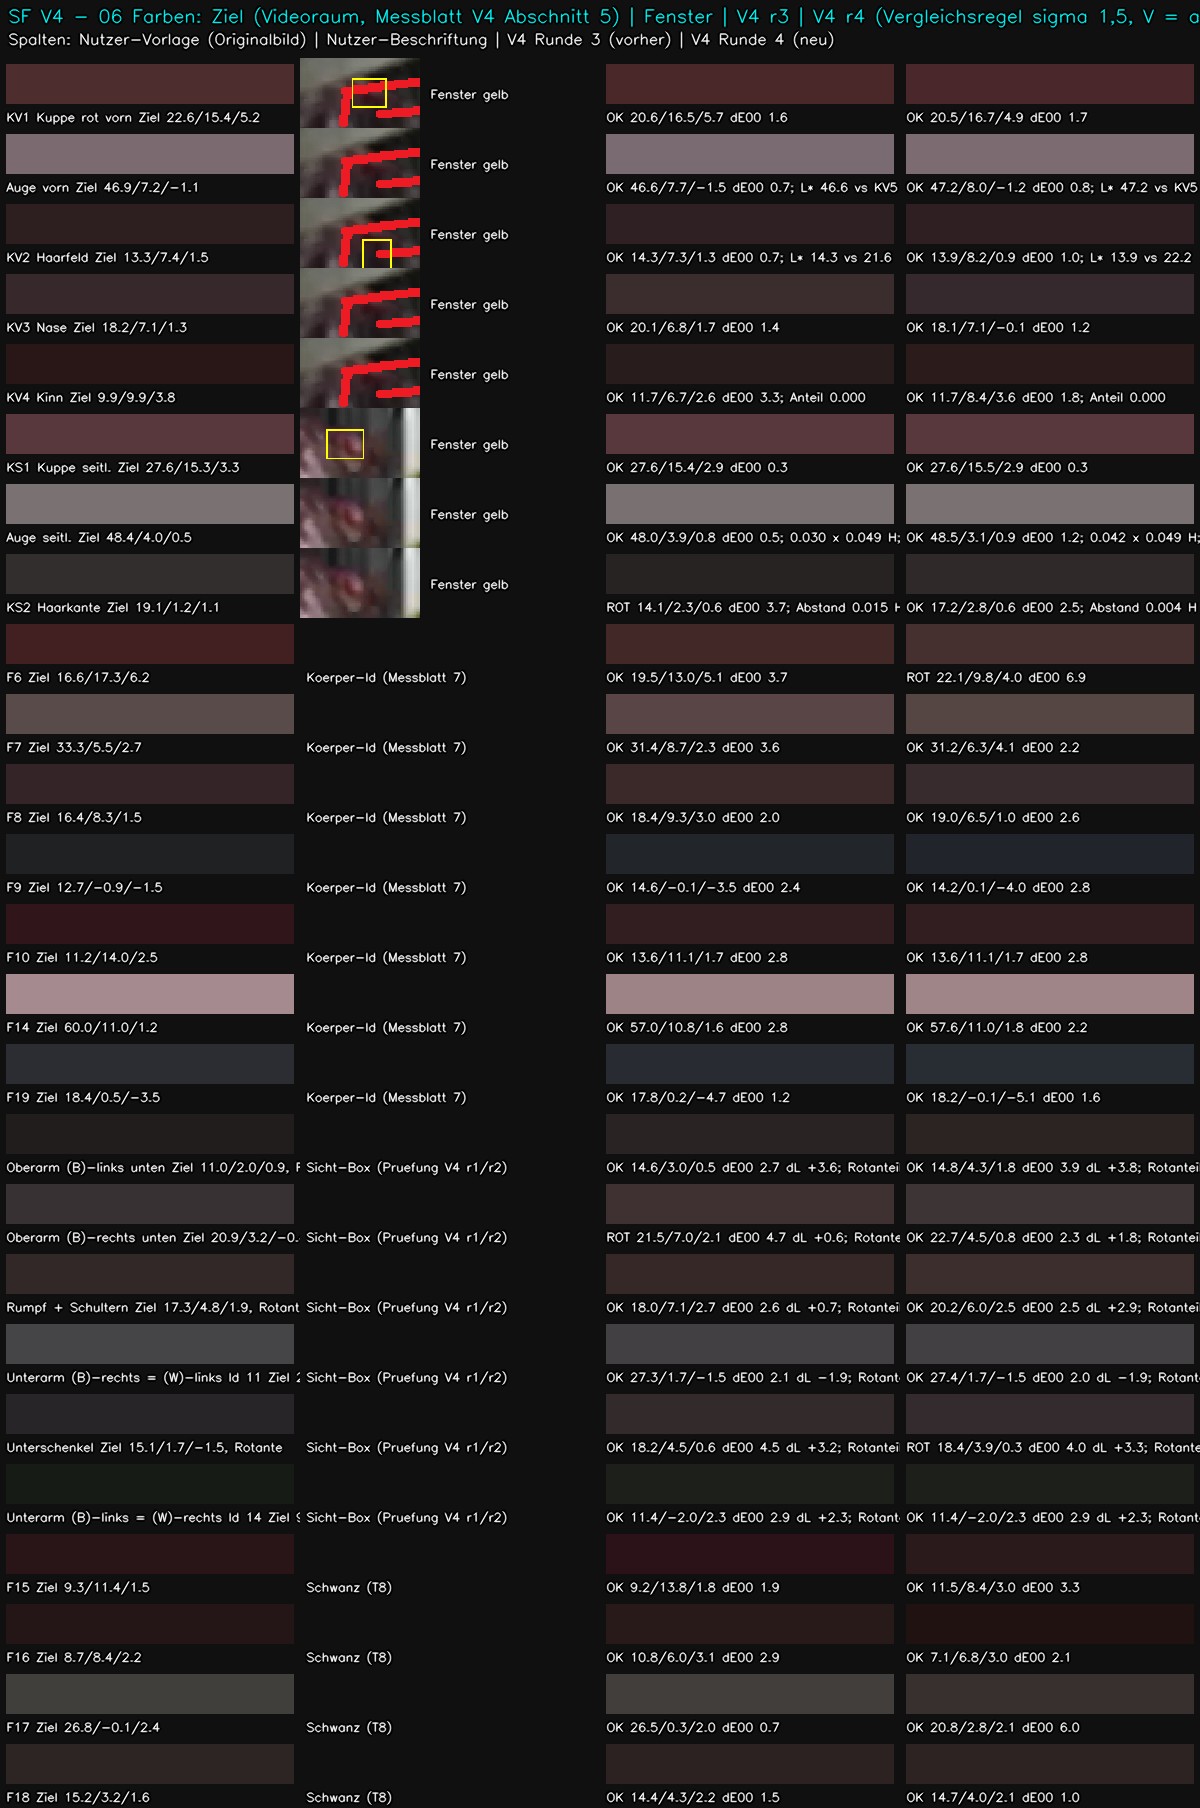 SF V4 - 06 Farben: Ziel (Videoraum, Messblatt V4 Abschnitt 5) | Fenster | V4 r3 | V4 r4 (Vergleichsregel sigma 1,5, V = a
Spalten: Nutzer-Vorlage (Originalbild) | Nutzer-Beschriftung | V4 Runde 3 (vorher) | V4 Runde 4 (neu)
Fenster gelb
KV1 Kuppe rot vorn Ziel 22.6/15.4/5.2 OK 20.6/16.5/5.7 dE00 1.6 OK 20.5/16.7/4.9 dE00 1.7
Fenster gelb
Auge vorn Ziel 46.9/7.2/-1.1 OK 46.6/7.7/-1.5 dE00 0.7; L* 46.6 vs KV5 OK 47.2/8.0/-1.2 dE00 0.8; L* 47.2 vs KV5
Fenster gelb
KV2 Haarfeld Ziel 13.3/7.4/1.5 OK 14.3/7.3/1.3 dE00 0.7; L* 14.3 vs 21.6 OK 13.9/8.2/0.9 dE00 1.0; L* 13.9 vs 22.2
Fenster gelb
KV3 Nase Ziel 18.2/7.1/1.3 OK 20.1/6.8/1.7 dE00 1.4 OK 18.1/7.1/-0.1 dE00 1.2
Fenster gelb
KV4 Kinn Ziel 9.9/9.9/3.8 OK 11.7/6.7/2.6 dE00 3.3; Anteil 0.000 OK 11.7/8.4/3.6 dE00 1.8; Anteil 0.000
Fenster gelb
KS1 Kuppe seitl. Ziel 27.6/15.3/3.3 OK 27.6/15.4/2.9 dE00 0.3 OK 27.6/15.5/2.9 dE00 0.3
Fenster gelb
Auge seitl. Ziel 48.4/4.0/0.5 OK 48.0/3.9/0.8 dE00 0.5; 0.030 x 0.049 H; OK 48.5/3.1/0.9 dE00 1.2; 0.042 x 0.049 H;
Fenster gelb
KS2 Haarkante Ziel 19.1/1.2/1.1 ROT 14.1/2.3/0.6 dE00 3.7; Abstand 0.015 H OK 17.2/2.8/0.6 dE00 2.5; Abstand 0.004 H
F6 Ziel 16.6/17.3/6.2 Koerper-Id (Messblatt 7) OK 19.5/13.0/5.1 dE00 3.7 ROT 22.1/9.8/4.0 dE00 6.9
F7 Ziel 33.3/5.5/2.7 Koerper-Id (Messblatt 7) OK 31.4/8.7/2.3 dE00 3.6 OK 31.2/6.3/4.1 dE00 2.2
F8 Ziel 16.4/8.3/1.5 Koerper-Id (Messblatt 7) OK 18.4/9.3/3.0 dE00 2.0 OK 19.0/6.5/1.0 dE00 2.6
F9 Ziel 12.7/-0.9/-1.5 Koerper-Id (Messblatt 7) OK 14.6/-0.1/-3.5 dE00 2.4 OK 14.2/0.1/-4.0 dE00 2.8
F10 Ziel 11.2/14.0/2.5 Koerper-Id (Messblatt 7) OK 13.6/11.1/1.7 dE00 2.8 OK 13.6/11.1/1.7 dE00 2.8
F14 Ziel 60.0/11.0/1.2 Koerper-Id (Messblatt 7) OK 57.0/10.8/1.6 dE00 2.8 OK 57.6/11.0/1.8 dE00 2.2
F19 Ziel 18.4/0.5/-3.5 Koerper-Id (Messblatt 7) OK 17.8/0.2/-4.7 dE00 1.2 OK 18.2/-0.1/-5.1 dE00 1.6
Oberarm (B)-links unten Ziel 11.0/2.0/0.9, F Sicht-Box (Pruefung V4 r1/r2) OK 14.6/3.0/0.5 dE00 2.7 dL +3.6; Rotanteil OK 14.8/4.3/1.8 dE00 3.9 dL +3.8; Rotanteil
Oberarm (B)-rechts unten Ziel 20.9/3.2/-0. Sicht-Box (Pruefung V4 r1/r2) ROT 21.5/7.0/2.1 dE00 4.7 dL +0.6; Rotante OK 22.7/4.5/0.8 dE00 2.3 dL +1.8; Rotanteil
Rumpf + Schultern Ziel 17.3/4.8/1.9, Rotant Sicht-Box (Pruefung V4 r1/r2) OK 18.0/7.1/2.7 dE00 2.6 dL +0.7; Rotanteil OK 20.2/6.0/2.5 dE00 2.5 dL +2.9; Rotanteil
Unterarm (B)-rechts = (W)-links Id 11 Ziel 2 Sicht-Box (Pruefung V4 r1/r2) OK 27.3/1.7/-1.5 dE00 2.1 dL -1.9; Rotant OK 27.4/1.7/-1.5 dE00 2.0 dL -1.9; Rotant
Unterschenkel Ziel 15.1/1.7/-1.5, Rotante Sicht-Box (Pruefung V4 r1/r2) OK 18.2/4.5/0.6 dE00 4.5 dL +3.2; Rotanteil ROT 18.4/3.9/0.3 dE00 4.0 dL +3.3; Rotante
Unterarm (B)-links = (W)-rechts Id 14 Ziel 9 Sicht-Box (Pruefung V4 r1/r2) OK 11.4/-2.0/2.3 dE00 2.9 dL +2.3; Rotant OK 11.4/-2.0/2.3 dE00 2.9 dL +2.3; Rotant
F15 Ziel 9.3/11.4/1.5 Schwanz (T8) OK 9.2/13.8/1.8 dE00 1.9 OK 11.5/8.4/3.0 dE00 3.3
F16 Ziel 8.7/8.4/2.2 Schwanz (T8) OK 10.8/6.0/3.1 dE00 2.9 OK 7.1/6.8/3.0 dE00 2.1
F17 Ziel 26.8/-0.1/2.4 Schwanz (T8) OK 26.5/0.3/2.0 dE00 0.7 OK 20.8/2.8/2.1 dE00 6.0
F18 Ziel 15.2/3.2/1.6 Schwanz (T8) OK 14.4/4.3/2.2 dE00 1.5 OK 14.7/4.0/2.1 dE00 1.0